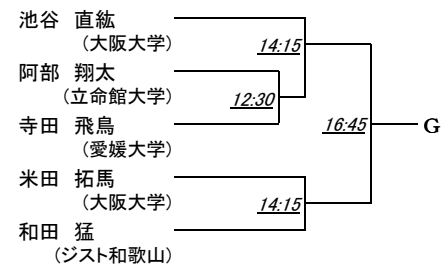 池谷 直紘
(大阪大学)
14:15
阿部 翔太
(立命館大学)
12:30
寺田 飛鳥
(愛媛大学)
16:45
G
米田 拓馬
(大阪大学)
14:15
和田 猛
(ジスト和歌山)